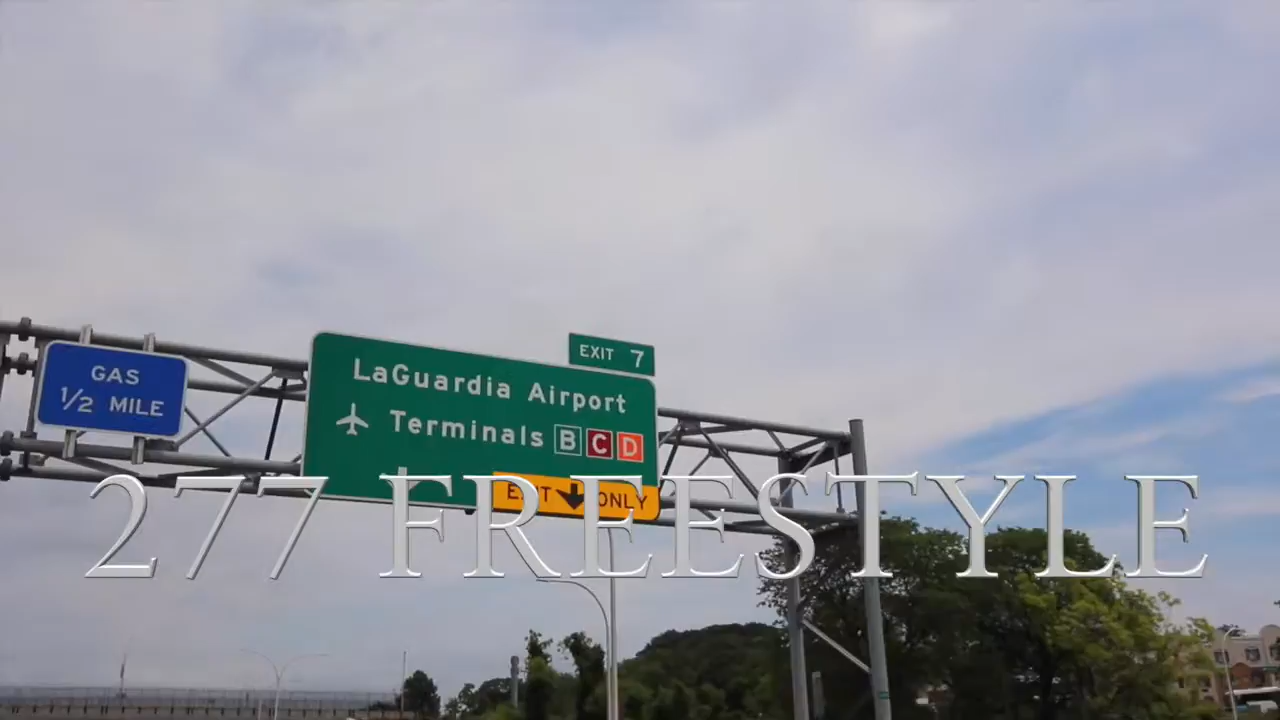 EXIT 7
LaGuardia Airport
Terminals B C D
EXIT ONLY
GAS
1/2 MILE
277 FREESTYLE